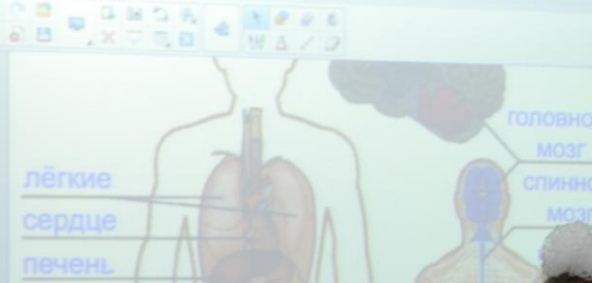 лёгкие
сердце
печень
головно
мозг
спинно
мозг